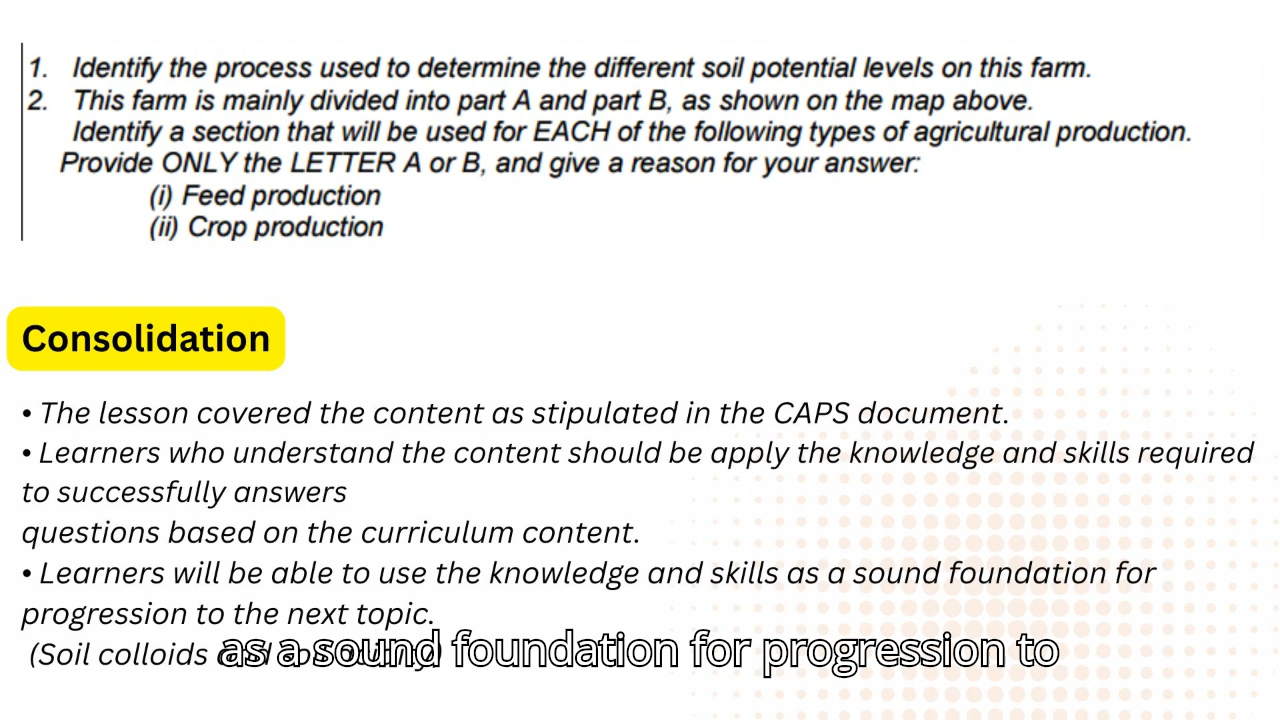 1. Identify the process used to determine the different soil potential levels on this farm.
2. This farm is mainly divided into part A and part B, as shown on the map above.
Identify a section that will be used for EACH of the following types of agricultural production.
Provide ONLY the LETTER A or B, and give a reason for your answer:
(i) Feed production
(ii) Crop production
Consolidation
• The lesson covered the content as stipulated in the CAPS document.
• Learners who understand the content should be apply the knowledge and skills required
to successfully answers
questions based on the curriculum content.
• Learners will be able to use the knowledge and skills as a sound foundation for
progression to the next topic.
(Soil colloids
as a sound foundation for progression to